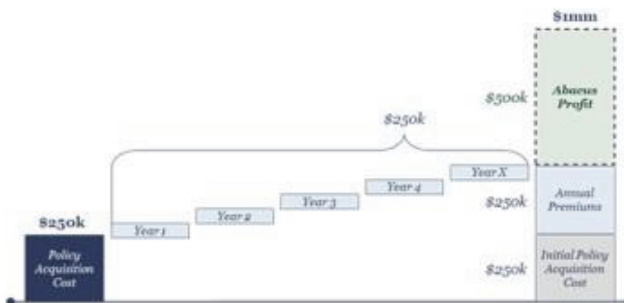 $1mm
$500k
Abacus
Profit
$250k
Year 1
Year 2
Year 3
Year 4
Year X
$250k
Policy
Acquisition
Cost
$250k
Annual
Premiums
$250k
Initial Policy
Acquisition
Cost